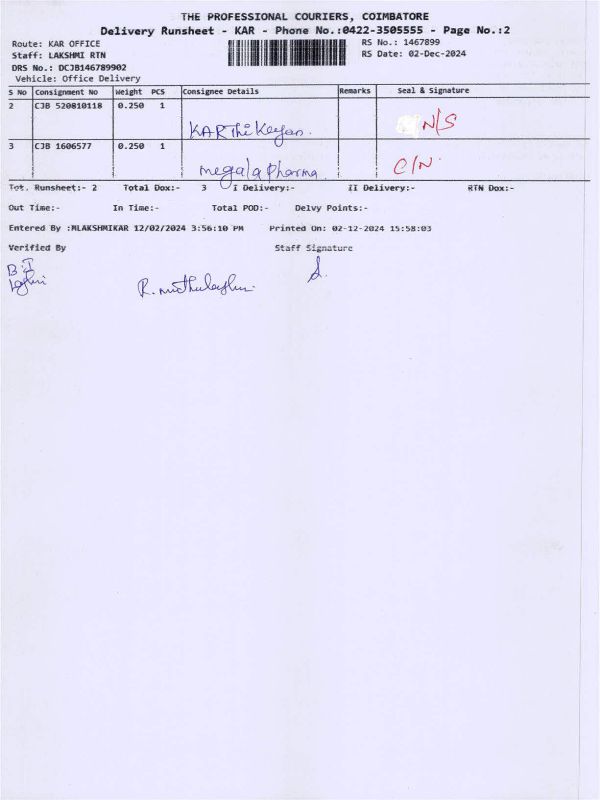 THE PROFESSIONAL COURIERS, COIMBATORE
Delivery Runsheet - KAR - Phone No.:0422-3505555 - Page No.:2
Route: KAR OFFICE RS No.: 1467899
Staff: LAKSHMI RTN RS Date: 02-Dec-2024
DRS No.: DCJB146789902
Vehicle: Office Delivery
S No Consignment No Weight PCS Consignee Details Remarks Seal & Signature
2 CJB 520810118 0.250 1 KARthikeyan. N/S
3 CJB 1606577 0.250 1 megala pharma. C/N
Tot. Runsheet:- 2 Total Dox:- 3 I Delivery:- II Delivery:- RTN Dox:-
Out Time:- In Time:- Total POD:- Delvy Points:-
Entered By :MLAKSHMIKAR 12/02/2024 3:56:10 PM Printed On: 02-12-2024 15:58:03
Verified By Staff Signature